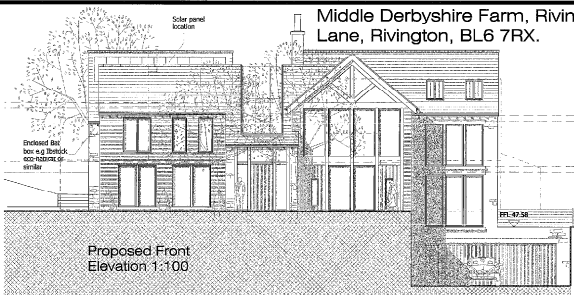 Solar panel
location
Middle Derbyshire Farm, Rivin
Lane, Rivington, BL6 7RX.
Enclosed Bat
box e.g Ibstock
eco-habitat or
similar
FFL 47.58
Proposed Front
Elevation 1:100